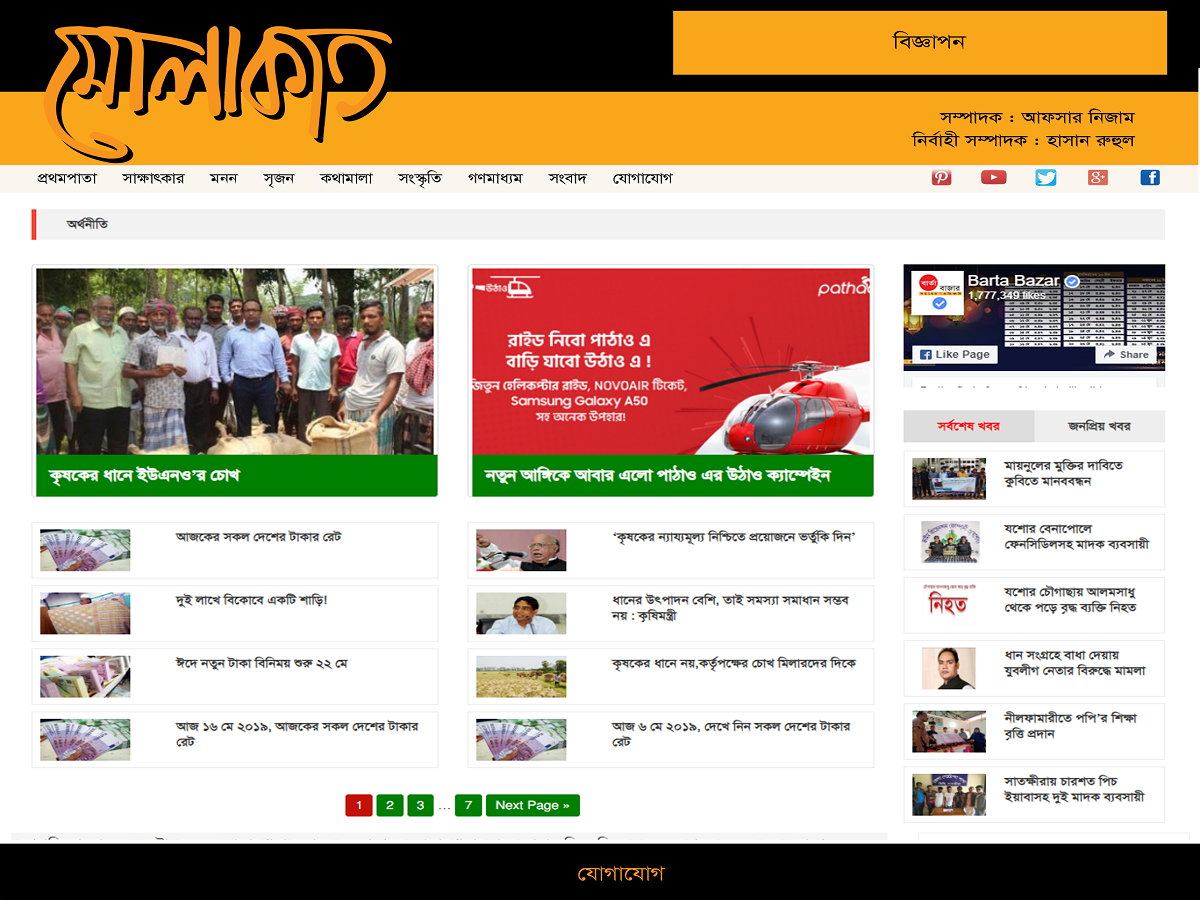 মোলাকাত
বিজ্ঞাপন
সম্পাদক : আফসার নিজাম
নির্বাহী সম্পাদক : হাসান রুহুল
প্রথমপাতা সাক্ষাৎকার মনন সৃজন কথামালা সংস্কৃতি গণমাধ্যম সংবাদ যোগাযোগ
অর্থনীতি
কৃষকের ধানে ইউএনও’র চোখ
উঠাও
pathao
রাইড নিবো পাঠাও এ
বাড়ি যাবো উঠাও এ !
জিতুন হেলিকপ্টার রাইড, NOVOAIR টিকেট,
Samsung Galaxy A50
সহ অনেক উপহার!
নতুন আঙ্গিকে আবার এলো পাঠাও এর উঠাও ক্যাম্পেইন
আজকের সকল দেশের টাকার রেট
দুই লাখে বিকোবে একটি শাড়ি!
ঈদে নতুন টাকা বিনিময় শুরু ২২ মে
আজ ১৬ মে ২০১৯, আজকের সকল দেশের টাকার
রেট
‘কৃষকের ন্যায্যমূল্য নিশ্চিতে প্রয়োজনে ভর্তুকি দিন’
ধানের উৎপাদন বেশি, তাই সমস্যা সমাধান সম্ভব
নয় : কৃষিমন্ত্রী
কৃষকের ধানে নয়,কর্তৃপক্ষের চোখ মিলারদের দিকে
আজ ৬ মে ২০১৯, দেখে নিন সকল দেশের টাকার
রেট
1 2 3 ... 7 Next Page »
বার্তা বাজার
Barta Bazar
1,777,349 likes
Like Page Share
সর্বশেষ খবর জনপ্রিয় খবর
মায়নুলের মুক্তির দাবিতে
কুবিতে মানববন্ধন
যশোর বেনাপোলে
ফেনসিডিলসহ মাদক ব্যবসায়ী
নিহত
যশোর চৌগাছায় আলমসাধু
থেকে পড়ে বৃদ্ধ ব্যক্তি নিহত
ধান সংগ্রহে বাধা দেয়ায়
যুবলীগ নেতার বিরুদ্ধে মামলা
নীলফামারীতে পপি’র শিক্ষা
বৃত্তি প্রদান
সাতক্ষীরায় চারশত পিচ
ইয়াবাসহ দুই মাদক ব্যবসায়ী
যোগাযোগ